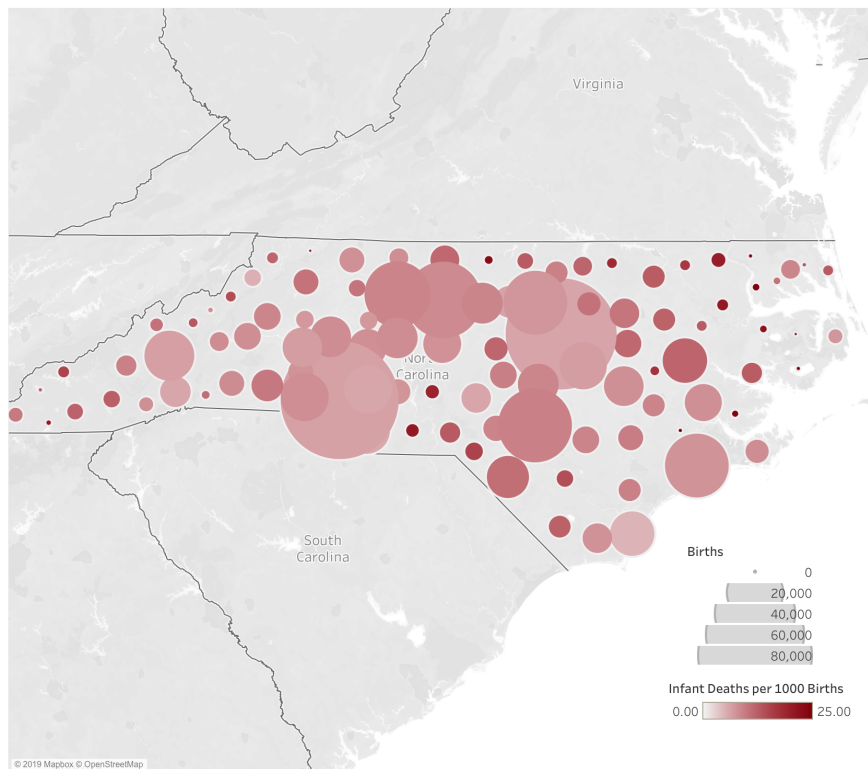 Virginia
North
Carolina
South
Carolina
Births
0
20,000
40,000
60,000
80,000
Infant Deaths per 1000 Births
0.00 25.00
© 2019 Mapbox © OpenStreetMap